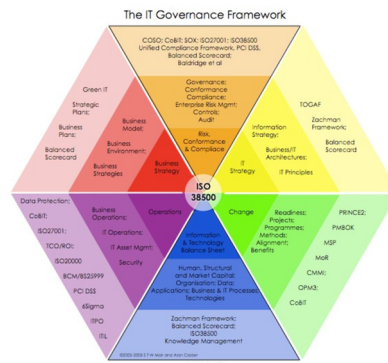 The IT Governance Framework
COSO; CoBIT; SOX; ISO27001; ISO38500
Unified Compliance Framework, PCI DSS,
Balanced Scorecard;
Baldridge et al
Governance;
Conformance
Compliance;
Enterprise Risk Mgmt;
Controls;
Audit
Risk,
Conformance
& Compliace
Green IT
Strategic
Plans;
Business
Plans;
Balanced
Scorecard
Business
Model;
Business
Environment;
Business
Strategies
Business
Strategy
IT
Strategy
Information
Strategy;
Business/IT
Architectures;
IT Principles
TOGAF
Zachman
Framework;
Balanced
Scorecard
ISO
38500
Data Protection;
CoBIT;
ISO27001;
TCO/ROI;
ISO20000
BCM/BS25999
PCI DSS
6Sigma
ITPO
ITIL
Business
Operations;
IT Operations;
IT Asset Mgmt;
Security
Operations
Information
& Technology
Balance Sheet
Human, Structural
and Market Capital;
Organisation; Data;
Applications; Business & IT Processes;
Technologies
Zachman Framework;
Balanced Scorecard;
ISO38500
Knowledge Management
Change
Readiness;
Projects;
Programmes;
Methods;
Alignment;
Benefits
PRINCE2;
PMBOK
MSP
MoR
CMMI;
OPM3;
CoBIT